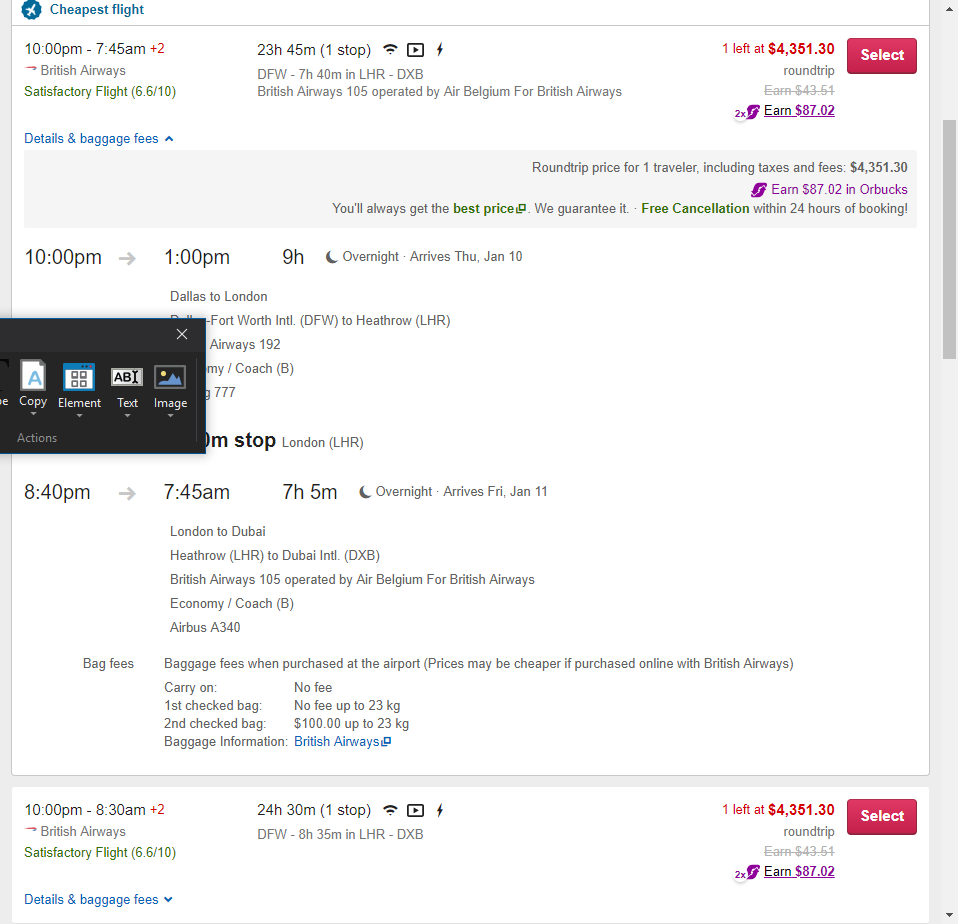 Cheapest flight
10:00pm - 7:45am +2
23h 45m (1 stop)
1 left at $4,351.30
Select
British Airways
DFW - 7h 40m in LHR - DXB
roundtrip
Satisfactory Flight (6.6/10)
British Airways 105 operated by Air Belgium For British Airways
Earn $43.51
2x Earn $87.02
Details & baggage fees
Roundtrip price for 1 traveler, including taxes and fees: $4,351.30
Earn $87.02 in Orbucks
You'll always get the best price. We guarantee it. · Free Cancellation within 24 hours of booking!
10:00pm 1:00pm 9h Overnight · Arrives Thu, Jan 10
Dallas to London
-Fort Worth Intl. (DFW) to Heathrow (LHR)
Airways 192
my / Coach (B)
g 777
Copy
Element
Text
Image
Actions
0m stop London (LHR)
8:40pm 7:45am 7h 5m Overnight · Arrives Fri, Jan 11
London to Dubai
Heathrow (LHR) to Dubai Intl. (DXB)
British Airways 105 operated by Air Belgium For British Airways
Economy / Coach (B)
Airbus A340
Bag fees Baggage fees when purchased at the airport (Prices may be cheaper if purchased online with British Airways)
Carry on: No fee
1st checked bag: No fee up to 23 kg
2nd checked bag: $100.00 up to 23 kg
Baggage Information: British Airways
10:00pm - 8:30am +2
24h 30m (1 stop)
1 left at $4,351.30
Select
British Airways
DFW - 8h 35m in LHR - DXB
roundtrip
Satisfactory Flight (6.6/10)
Earn $43.51
2x Earn $87.02
Details & baggage fees